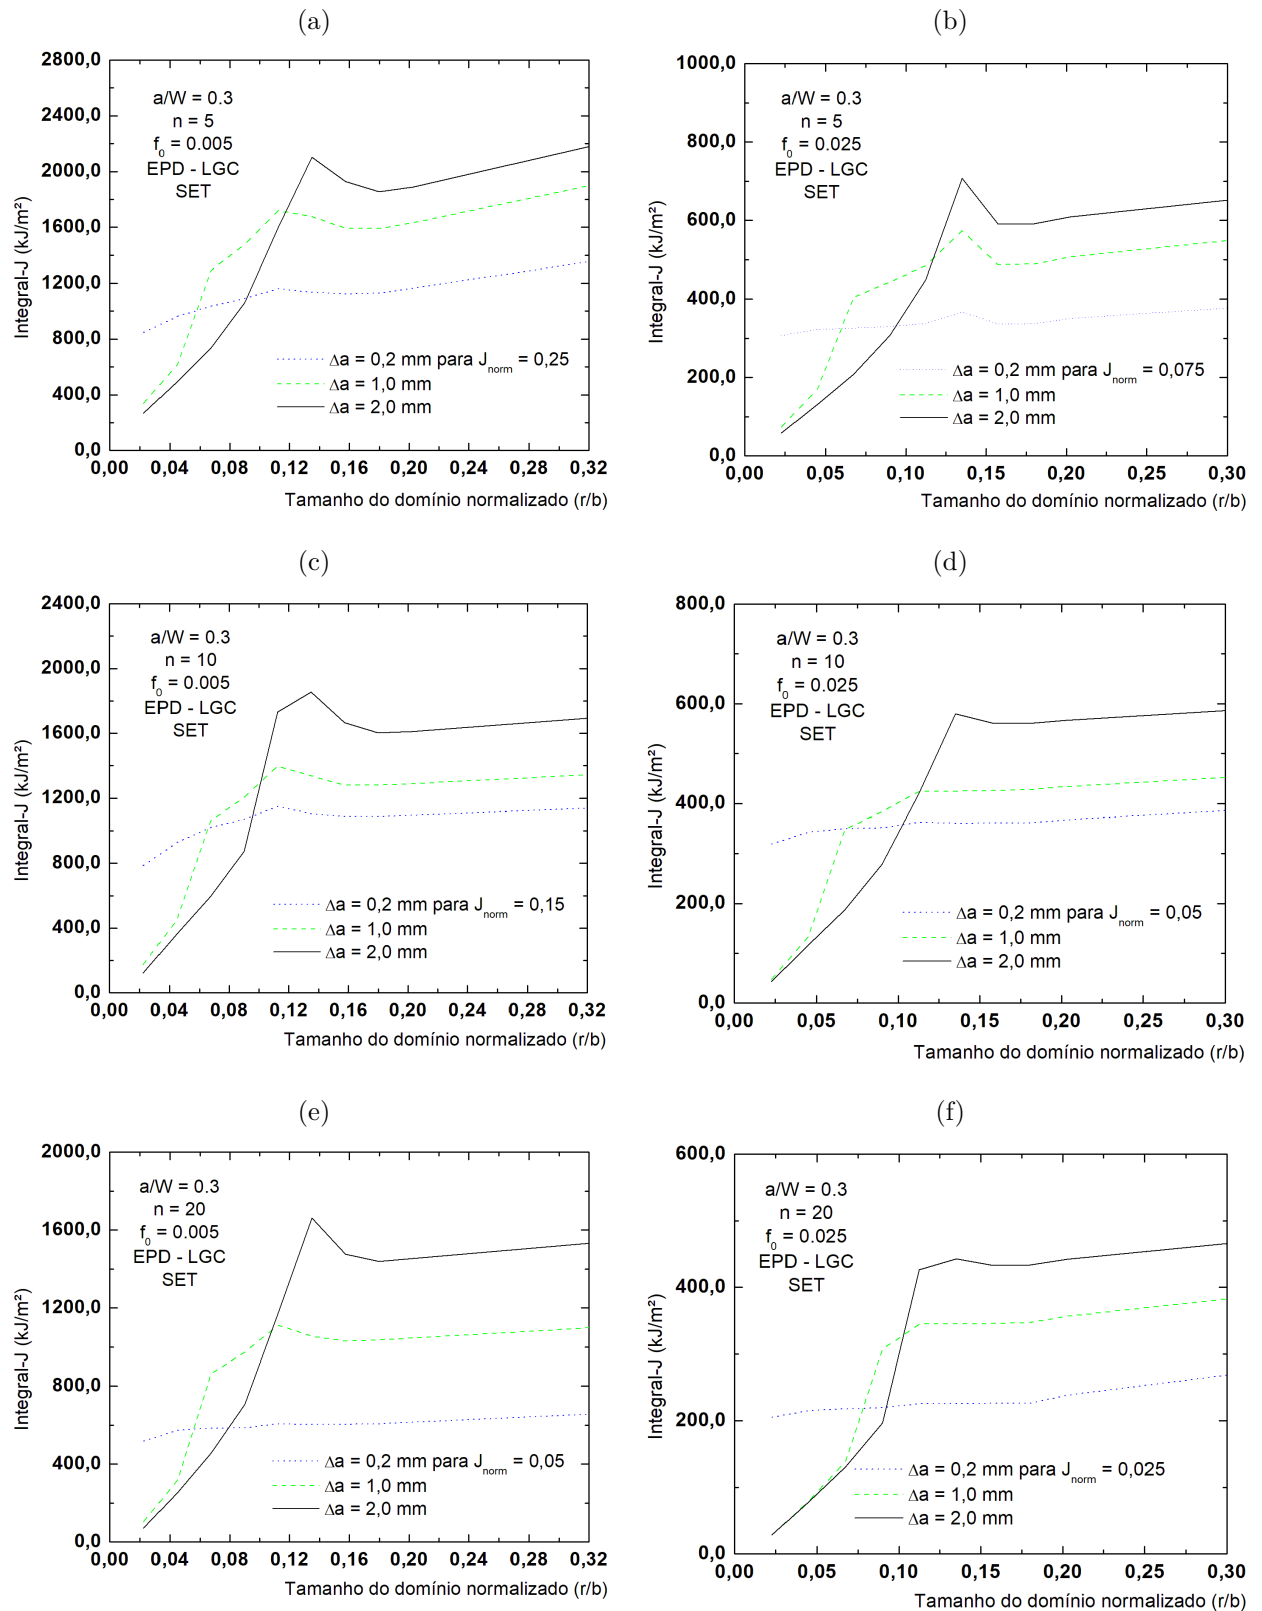 (a)
2800,0
2400,0
2000,0
1600,0
1200,0
800,0
400,0
0,0
Integral-J (kJ/m²)
a/W = 0.3
n = 5
f0 = 0.005
EPD - LGC
SET
Δa = 0,2 mm para Jnorm = 0,25
Δa = 1,0 mm
Δa = 2,0 mm
0,00 0,04 0,08 0,12 0,16 0,20 0,24 0,28 0,32
Tamanho do domínio normalizado (r/b)
(b)
1000,0
800,0
600,0
400,0
200,0
0,0
Integral-J (kJ/m²)
a/W = 0.3
n = 5
f0 = 0.025
EPD - LGC
SET
Δa = 0,2 mm para Jnorm = 0,075
Δa = 1,0 mm
Δa = 2,0 mm
0,00 0,05 0,10 0,15 0,20 0,25 0,30
Tamanho do domínio normalizado (r/b)
(c)
2400,0
2000,0
1600,0
1200,0
800,0
400,0
0,0
Integral-J (kJ/m²)
a/W = 0.3
n = 10
f0 = 0.005
EPD - LGC
SET
Δa = 0,2 mm para Jnorm = 0,15
Δa = 1,0 mm
Δa = 2,0 mm
0,00 0,04 0,08 0,12 0,16 0,20 0,24 0,28 0,32
Tamanho do domínio normalizado (r/b)
(d)
800,0
600,0
400,0
200,0
0,0
Integral-J (kJ/m²)
a/W = 0.3
n = 10
f0 = 0.025
EPD - LGC
SET
Δa = 0,2 mm para Jnorm = 0,05
Δa = 1,0 mm
Δa = 2,0 mm
0,00 0,05 0,10 0,15 0,20 0,25 0,30
Tamanho do domínio normalizado (r/b)
(e)
2000,0
1600,0
1200,0
800,0
400,0
0,0
Integral-J (kJ/m²)
a/W = 0.3
n = 20
f0 = 0.005
EPD - LGC
SET
Δa = 0,2 mm para Jnorm = 0,05
Δa = 1,0 mm
Δa = 2,0 mm
0,00 0,04 0,08 0,12 0,16 0,20 0,24 0,28 0,32
Tamanho do domínio normalizado (r/b)
(f)
600,0
400,0
200,0
0,0
Integral-J (kJ/m²)
a/W = 0.3
n = 20
f0 = 0.025
EPD - LGC
SET
Δa = 0,2 mm para Jnorm = 0,025
Δa = 1,0 mm
Δa = 2,0 mm
0,00 0,05 0,10 0,15 0,20 0,25 0,30
Tamanho do domínio normalizado (r/b)